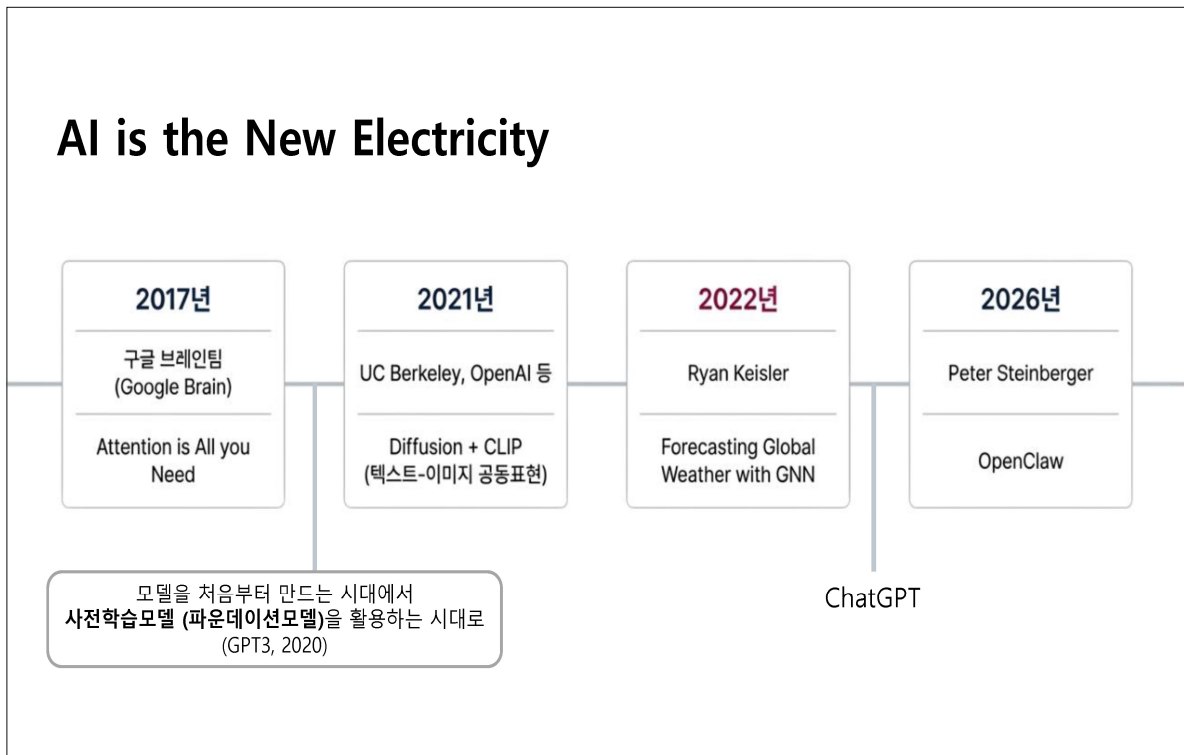 AI is the New Electricity
2017년
구글 브레인팀
(Google Brain)
Attention is All you
Need
2021년
UC Berkeley, OpenAI 등
Diffusion + CLIP
(텍스트-이미지 공동표현)
2022년
Ryan Keisler
Forecasting Global
Weather with GNN
2026년
Peter Steinberger
OpenClaw
모델을 처음부터 만드는 시대에서
사전학습모델 (파운데이션모델)을 활용하는 시대로
(GPT3, 2020)
ChatGPT